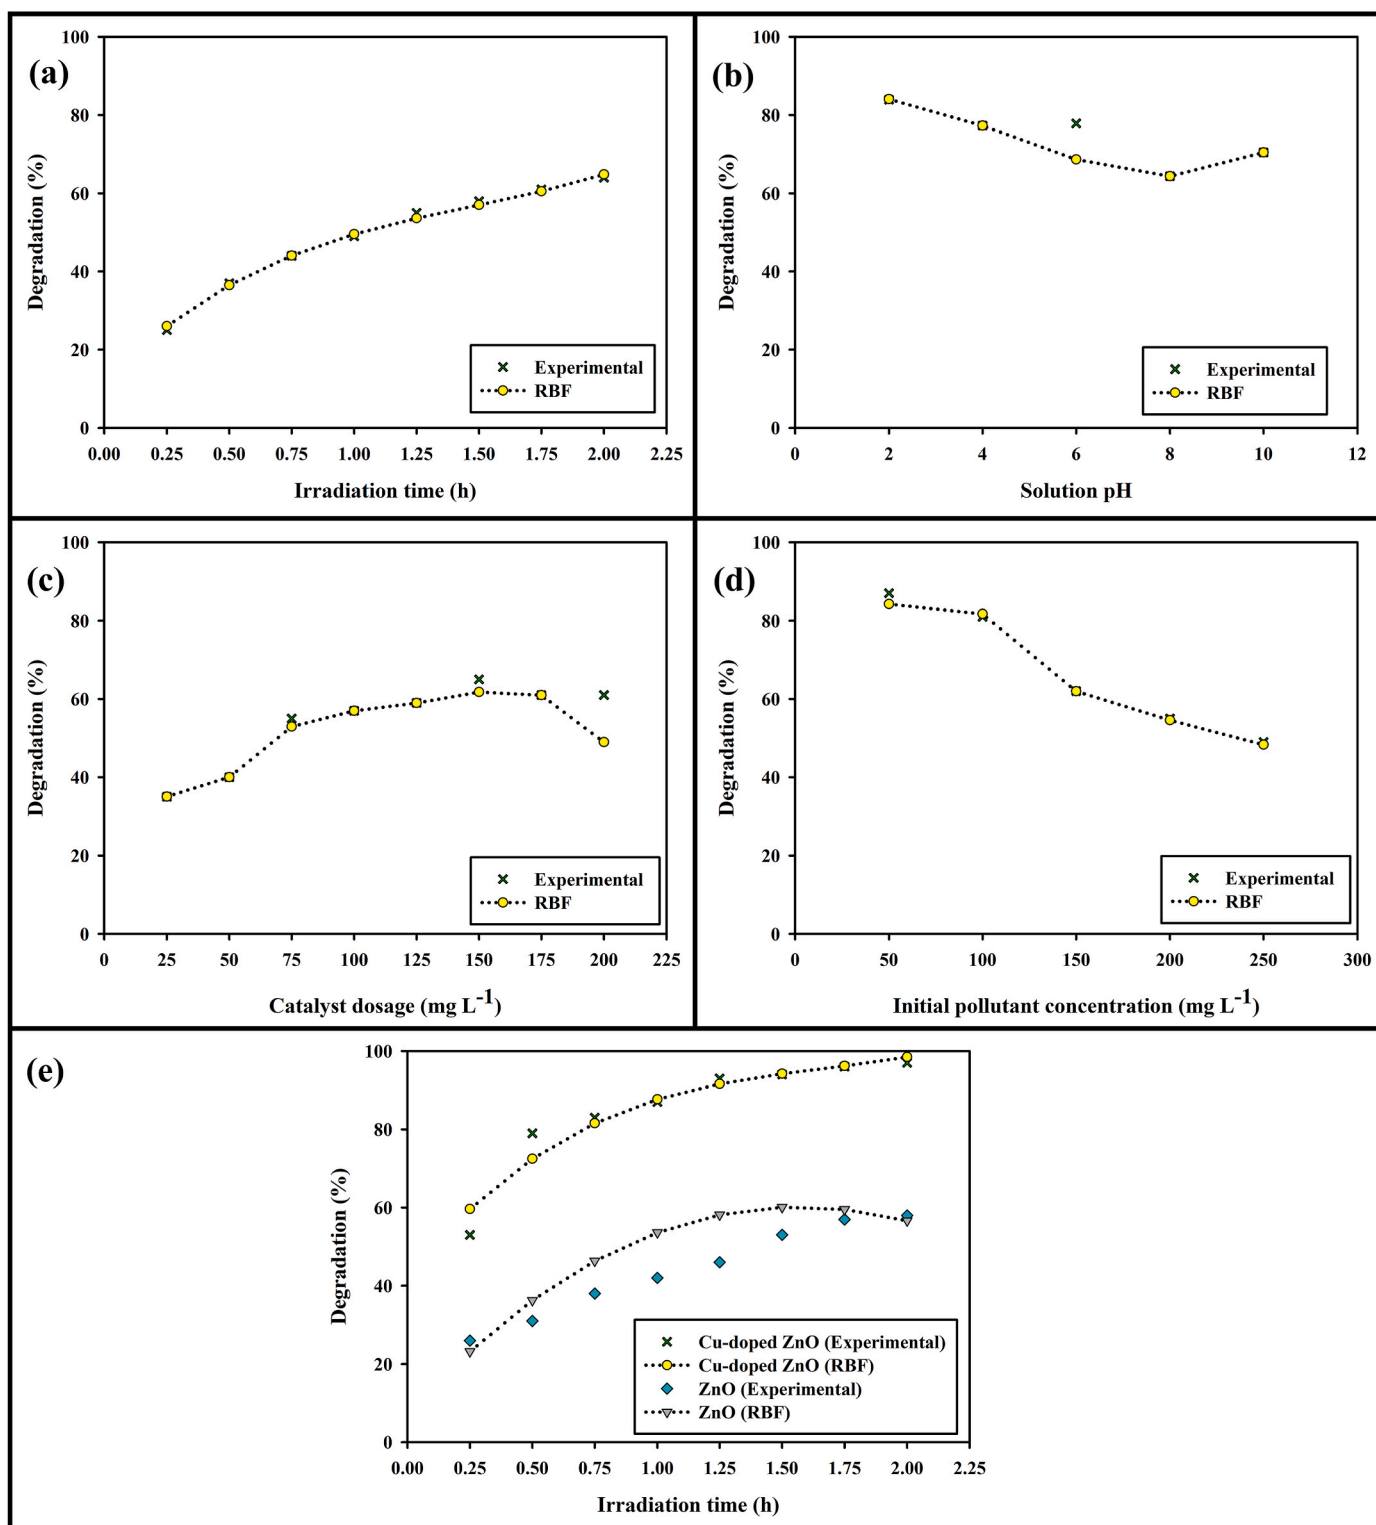 (a)
100
80
60
40
20
0
Degradation (%)
Experimental
RBF
0.00 0.25 0.50 0.75 1.00 1.25 1.50 1.75 2.00 2.25
Irradiation time (h)
(b)
100
80
60
40
20
0
Degradation (%)
Experimental
RBF
0 2 4 6 8 10 12
Solution pH
(c)
100
80
60
40
20
0
Degradation (%)
Experimental
RBF
0 25 50 75 100 125 150 175 200 225
Catalyst dosage (mg L⁻¹)
(d)
100
80
60
40
20
0
Degradation (%)
Experimental
RBF
0 50 100 150 200 250 300
Initial pollutant concentration (mg L⁻¹)
(e)
100
80
60
40
20
0
Degradation (%)
Cu-doped ZnO (Experimental)
Cu-doped ZnO (RBF)
ZnO (Experimental)
ZnO (RBF)
0.00 0.25 0.50 0.75 1.00 1.25 1.50 1.75 2.00 2.25
Irradiation time (h)